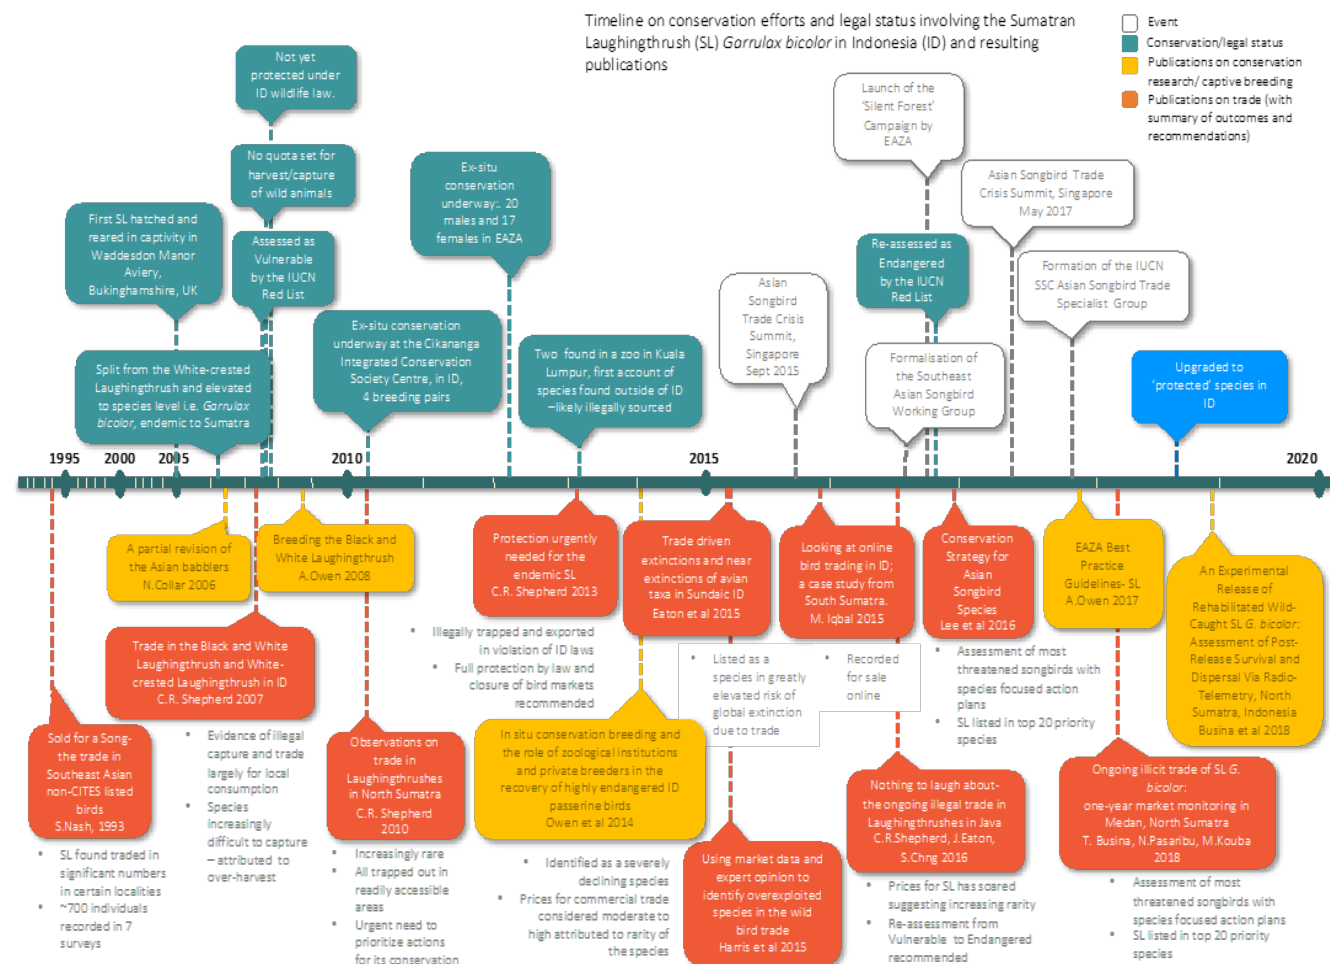 Timeline on conservation efforts and legal status involving the Sumatran
Laughingthrush (SL) Garrulax bicolor in Indonesia (ID) and resulting
publications
Event
Conservation/legal status
Publications on conservation
research/ captive breeding
Publications on trade (with
summary of outcomes and
recommendations)
Not yet
protected under
ID wildlife law.
No quota set for
harvest/capture
of wild animals
First SL hatched and
reared in captivity in
Waddesdon Manor
Aviery,
Bukinghamshire, UK
Assessed as
Vulnerable
by the IUCN
Red List
Split from the White-crested
Laughingthrush and elevated
to species level i.e. Garrulax
bicolor, endemic to Sumatra
Ex-situ conservation
underway at the Cikananga
Integrated Conservation
Society Centre, in ID,
4 breeding pairs
Ex-situ
conservation
underway:. 20
males and 17
females in EAZA
Two found in a zoo in Kuala
Lumpur, first account of
species found outside of ID
–likely illegally sourced
Asian
Songbird
Trade Crisis
Summit,
Singapore
Sept 2015
Launch of the
'Silent Forest'
Campaign by
EAZA
Re-assessed as
Endangered
by the IUCN
Red List
Formalisation of
the Southeast
Asian Songbird
Working Group
Asian Songbird Trade
Crisis Summit, Singapore
May 2017
Formation of the IUCN
SSC Asian Songbird Trade
Specialist Group
Upgraded to
'protected' species in
ID
1995
2000
2005
2010
2015
2020
A partial revision of
the Asian babblers
N.Collar 2006
Breeding the Black and
White Laughingthrush
A.Owen 2008
Trade in the Black and White
Laughingthrush and White-
crested Laughingthrush in ID
C.R. Shepherd 2007
• Evidence of illegal
capture and trade
largely for local
consumption
• Species
increasingly
difficult to capture
– attributed to
over-harvest
Sold for a Song-
the trade in
Southeast Asian
non-CITES listed
birds
S.Nash, 1993
• SL found traded in
significant numbers
in certain localities
• ~700 individuals
recorded in 7
surveys
Observations on
trade in
Laughingthrushes
in North Sumatra
C.R. Shepherd
2010
• Increasingly rare
• All trapped out in
readily accessible
areas
• Urgent need to
prioritize actions
for its conservation
Protection urgently
needed for the
endemic SL
C.R. Shepherd 2013
• Illegally trapped and exported
in violation of ID laws
• Full protection by law and
closure of bird markets
recommended
In situ conservation breeding and
the role of zoological institutions
and private breeders in the
recovery of highly endangered ID
passerine birds
Owen et al 2014
• Identified as a severely
declining species
• Prices for commercial trade
considered moderate to
high attributed to rarity of
the species
Trade driven
extinctions and near
extinctions of avian
taxa in Sundaic ID
Eaton et al 2015
• Listed as a
species in greatly
elevated risk of
global extinction
due to trade
Using market data and
expert opinion to
identify overexploited
species in the wild
bird trade
Harris et al 2015
Looking at online
bird trading in ID;
a case study from
South Sumatra.
M. Iqbal 2015
• Recorded
for sale
online
Nothing to laugh about-
the ongoing illegal trade in
Laughingthrushes in Java
C.R.Shepherd, J.Eaton,
S.Chng 2016
• Prices for SL has soared
suggesting increasing rarity
• Re-assessment from
Vulnerable to Endangered
recommended
Conservation
Strategy for
Asian
Songbird
Species
Lee et al 2016
• Assessment of most
threatened songbirds with
species focused action
plans
• SL listed in top 20 priority
species
EAZA Best
Practice
Guidelines- SL
A.Owen 2017
Ongoing illicit trade of SL G.
bicolor:
one-year market monitoring in
Medan, North Sumatra
T. Busina, N.Pasaribu, M.Kouba
2018
• Assessment of most
threatened songbirds with
species focused action plans
• SL listed in top 20 priority
species
An Experimental
Release of
Rehabilitated Wild-
Caught SL G. bicolor:
Assessment of Post-
Release Survival and
Dispersal Via Radio-
Telemetry, North
Sumatra, Indonesia
Busina et al 2018